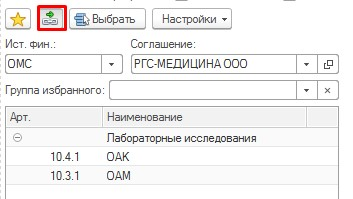 Выбрать Настройки
Ист. фин.: Соглашение:
ОМС РГС-МЕДИЦИНА ООО
Группа избранного:
Арт. Наименование
Лабораторные исследования
10.4.1 ОАК
10.3.1 ОАМ